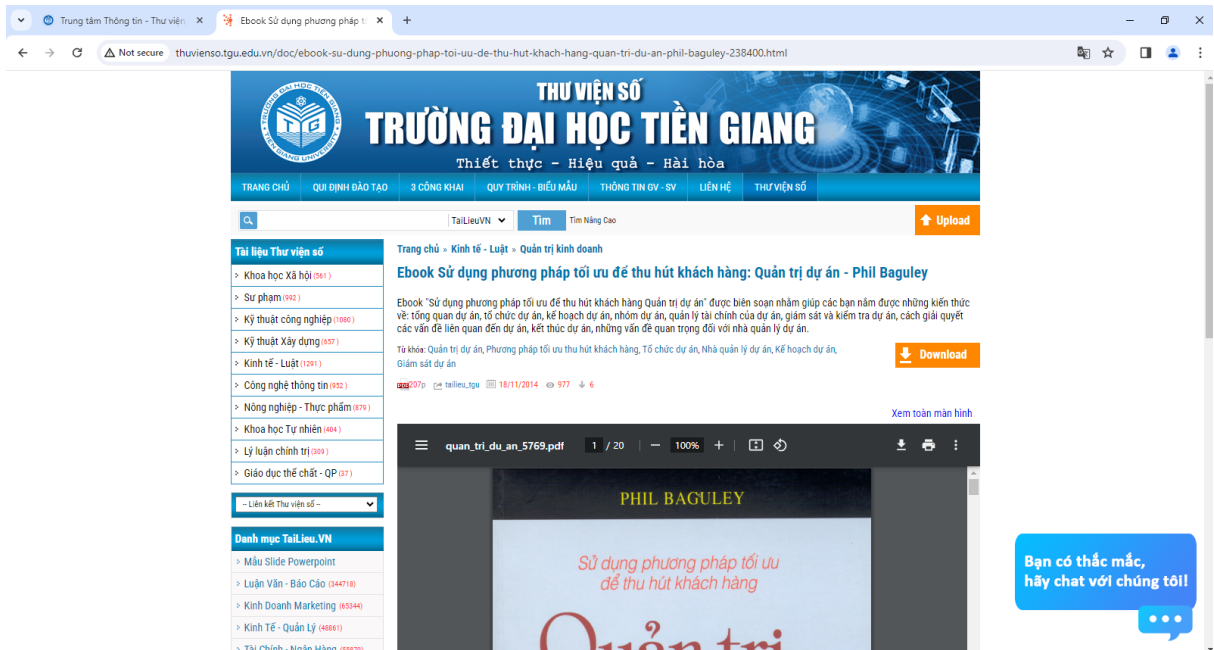 Trung tâm Thông tin - Thư viện
Ebook Sử dụng phương pháp t
Not secure
thuvienso.tgu.edu.vn/doc/ebook-su-dung-phuong-phap-toi-uu-de-thu-hut-khach-hang-quan-tri-du-an-phil-baguley-238400.html
TRƯỜNG ĐẠI HỌC TIỀN GIANG
TIEN GIANG UNIVERSITY
TG
THƯ VIỆN SỐ
TRƯỜNG ĐẠI HỌC TIỀN GIANG
Thiết thực - Hiệu quả - Hài hòa
TRANG CHỦ QUI ĐỊNH ĐÀO TẠO 3 CÔNG KHAI QUY TRÌNH - BIỂU MẪU THÔNG TIN GV - SV LIÊN HỆ THƯ VIỆN SỐ
TaiLieuVN Tìm Tìm Nâng Cao Upload
Tài liệu Thư viện số
> Khoa học Xã hội (561 )
> Sư phạm (992 )
> Kỹ thuật công nghiệp (1080 )
> Kỹ thuật Xây dựng (657 )
> Kinh tế - Luật (1291 )
> Công nghệ thông tin (952 )
> Nông nghiệp - Thực phẩm (879 )
> Khoa học Tự nhiên (404 )
> Lý luận chính trị (309 )
> Giáo dục thể chất - QP (37 )
-- Liên kết Thư viện số --
Danh mục TaiLieu.VN
> Mẫu Slide Powerpoint
> Luận Văn - Báo Cáo (344718)
> Kinh Doanh Marketing (65344)
> Kinh Tế - Quản Lý (48861)
> Tài Chính - Ngân Hàng (55829)
Trang chủ » Kinh tế - Luật » Quản trị kinh doanh
Ebook Sử dụng phương pháp tối ưu để thu hút khách hàng: Quản trị dự án - Phil Baguley
Ebook "Sử dụng phương pháp tối ưu để thu hút khách hàng Quản trị dự án" được biên soạn nhằm giúp các bạn nắm được những kiến thức
về: tổng quan dự án, tổ chức dự án, kế hoạch dự án, nhóm dự án, quản lý tài chính của dự án, giám sát và kiểm tra dự án, cách giải quyết
các vấn đề liên quan đến dự án, kết thúc dự án, những vấn đề quan trọng đối với nhà quản lý dự án.
Từ khóa: Quản trị dự án, Phương pháp tối ưu thu hút khách hàng, Tổ chức dự án, Nhà quản lý dự án, Kế hoạch dự án,
Giám sát dự án
Download
207p tailieu_tgu 18/11/2014 977 6
Xem toàn màn hình
quan_tri_du_an_5769.pdf 1 / 20 100%
PHIL BAGULEY
Sử dụng phương pháp tối ưu
để thu hút khách hàng
Quản trị
Bạn có thắc mắc,
hãy chat với chúng tôi!